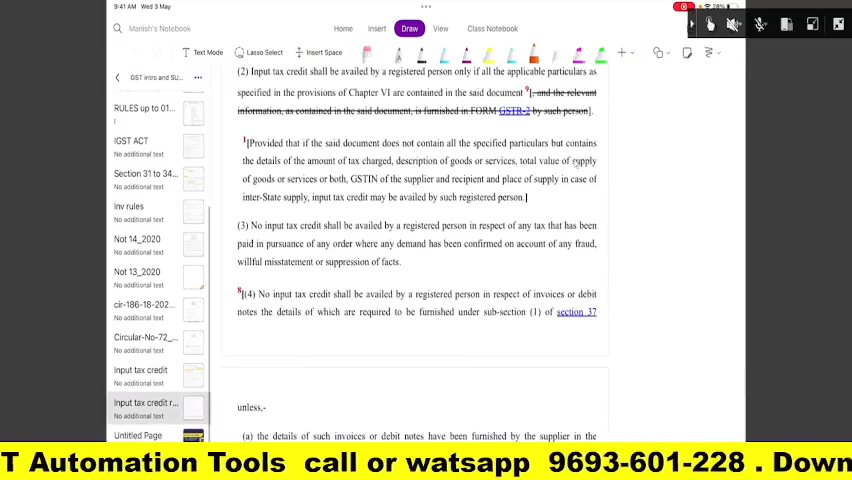 9:41 AM Wed 3 May
28%
Manish's Notebook
Home Insert Draw View Class Notebook
Text Mode Lasso Select Insert Space
GST intro and SU...
RULES up to 01...
IGST ACT
No additional text
Section 31 to 34...
No additional text
Inv rules
No additional text
Not 14_2020
No additional text
Not 13_2020
No additional text
cir-186-18-202...
No additional text
Circular-No-72_...
No additional text
Input tax credit
No additional text
Input tax credit r...
No additional text
Untitled Page
(2) Input tax credit shall be availed by a registered person only if all the applicable particulars as
specified in the provisions of Chapter VI are contained in the said document 9[, and the relevant
information, as contained in the said document, is furnished in FORM GSTR-2 by such person].
1[Provided that if the said document does not contain all the specified particulars but contains
the details of the amount of tax charged, description of goods or services, total value of supply
of goods or services or both, GSTIN of the supplier and recipient and place of supply in case of
inter-State supply, input tax credit may be availed by such registered person.]
(3) No input tax credit shall be availed by a registered person in respect of any tax that has been
paid in pursuance of any order where any demand has been confirmed on account of any fraud,
willful misstatement or suppression of facts.
8[(4) No input tax credit shall be availed by a registered person in respect of invoices or debit
notes the details of which are required to be furnished under sub-section (1) of section 37
unless,-
(a) the details of such invoices or debit notes have been furnished by the supplier in the
T Automation Tools call or watsapp 9693-601-228 . Down